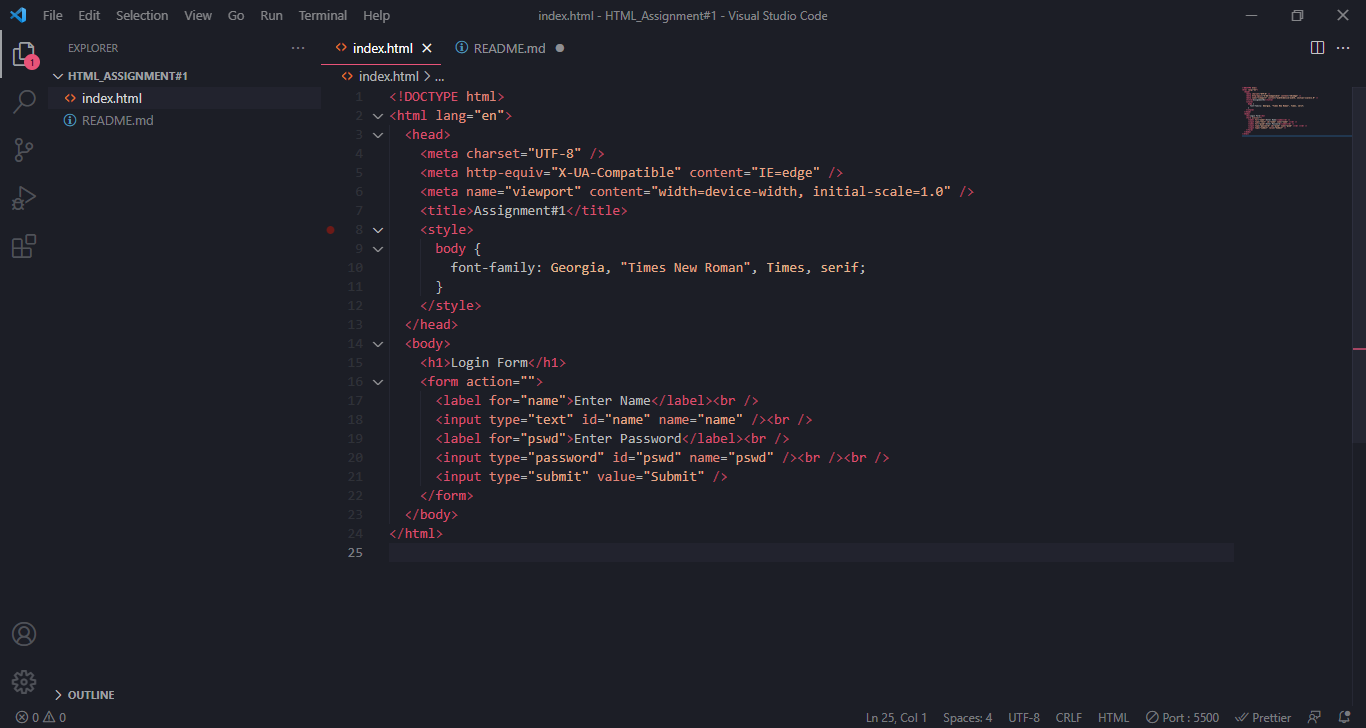 File Edit Selection View Go Run Terminal Help
index.html - HTML_Assignment#1 - Visual Studio Code
EXPLORER ···
1
HTML_ASSIGNMENT#1
index.html
README.md
index.html README.md
index.html > ...
1 <!DOCTYPE html>
2 <html lang="en">
3 <head>
4 <meta charset="UTF-8" />
5 <meta http-equiv="X-UA-Compatible" content="IE=edge" />
6 <meta name="viewport" content="width=device-width, initial-scale=1.0" />
7 <title>Assignment#1</title>
8 <style>
9 body {
10 font-family: Georgia, "Times New Roman", Times, serif;
11 }
12 </style>
13 </head>
14 <body>
15 <h1>Login Form</h1>
16 <form action="">
17 <label for="name">Enter Name</label><br />
18 <input type="text" id="name" name="name" /><br />
19 <label for="pswd">Enter Password</label><br />
20 <input type="password" id="pswd" name="pswd" /><br /><br />
21 <input type="submit" value="Submit" />
22 </form>
23 </body>
24 </html>
25
OUTLINE
0 0
Ln 25, Col 1 Spaces: 4 UTF-8 CRLF HTML Port : 5500 Prettier